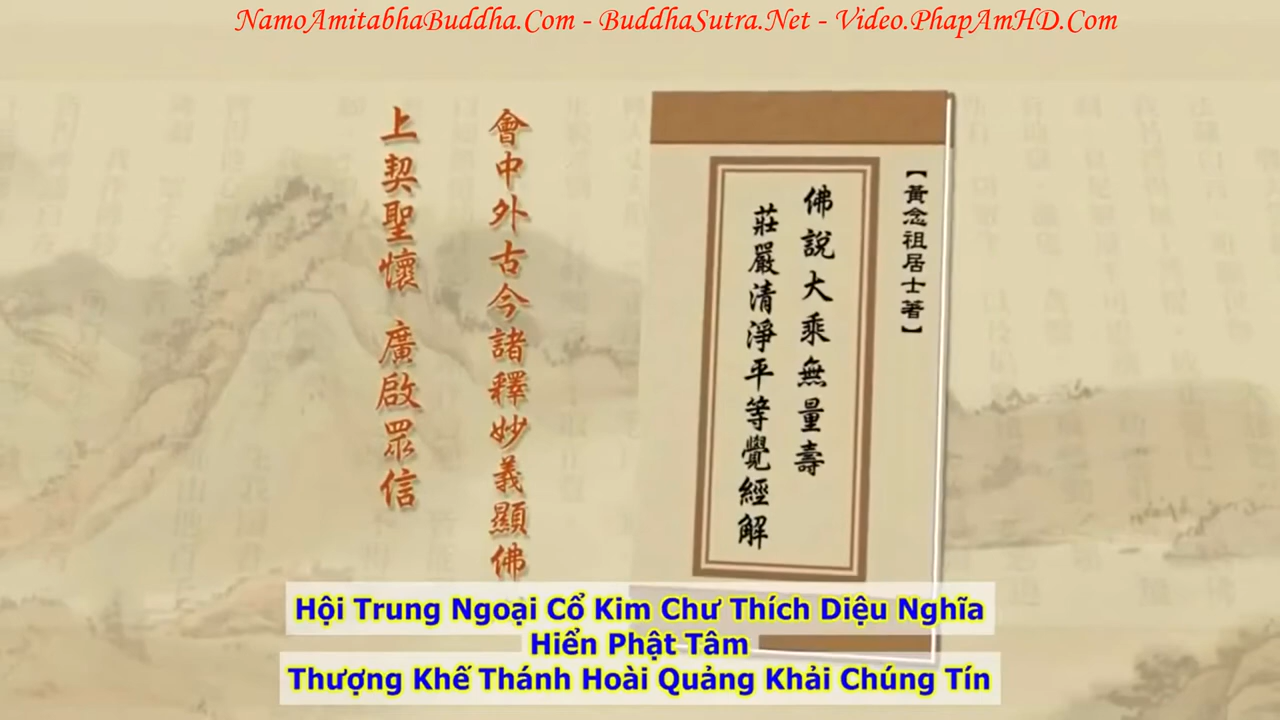 NamoAmitabhaBuddha.Com - BuddhaSutra.Net - Video.PhapAmHD.Com
【黃念祖居士著】
佛說大乘無量壽
莊嚴清淨平等覺經解
會中外古今諸釋妙義顯佛
上契聖懷 廣啟眾信
Hội Trung Ngoại Cổ Kim Chư Thích Diệu Nghĩa
Hiển Phật Tâm
Thượng Khế Thánh Hoài Quảng Khải Chúng Tín